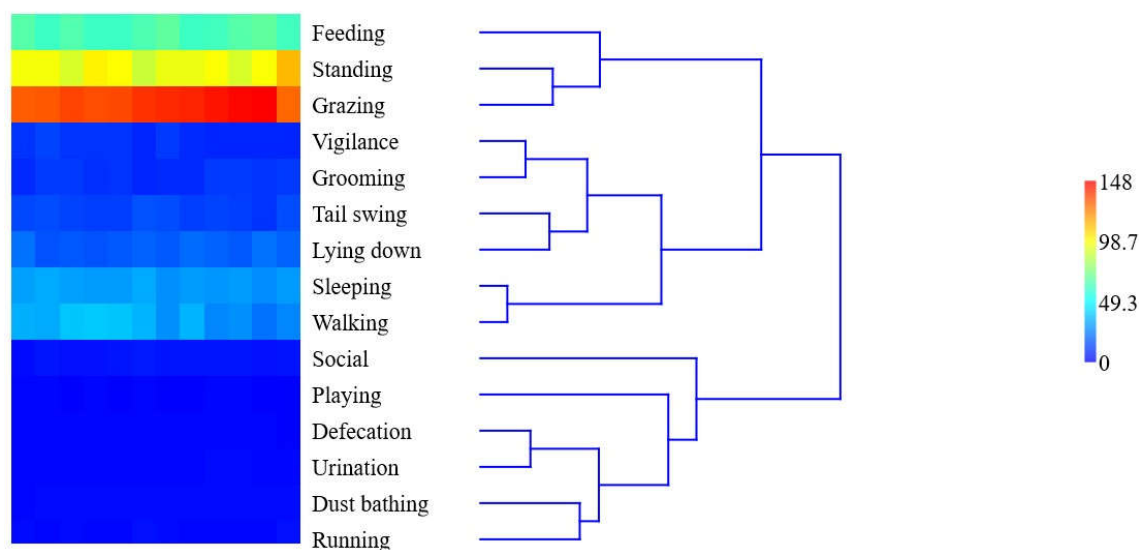 Feeding
Standing
Grazing
Vigilance
Grooming
Tail swing
Lying down
Sleeping
Walking
Social
Playing
Defecation
Urination
Dust bathing
Running
148
98.7
49.3
0